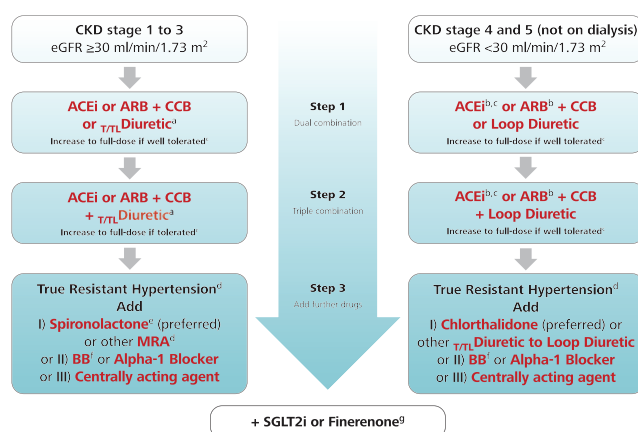 CKD stage 1 to 3
eGFR ≥30 ml/min/1.73 m²
ACEi or ARB + CCB
or T/TLDiureticᵃ
Increase to full-dose if well toleratedᶜ
ACEi or ARB + CCB
+ T/TLDiureticᵃ
Increase to full-dose if toleratedᶜ
True Resistant Hypertensionᵈ
Add
I) Spironolactoneᵉ (preferred)
or other MRAᵈ
or II) BBᶠ or Alpha-1 Blocker
or III) Centrally acting agent
Step 1
Dual combination
Step 2
Triple combination
Step 3
Add further drugs
CKD stage 4 and 5 (not on dialysis)
eGFR <30 ml/min/1.73 m²
ACEiᵇ,ᶜ or ARBᵇ + CCB
or Loop Diuretic
Increase to full-dose if well toleratedᶜ
ACEiᵇ,ᶜ or ARBᵇ + CCB
+ Loop Diuretic
Increase to full-dose if well toleratedᶜ
True Resistant Hypertensionᵈ
Add
I) Chlorthalidone (preferred) or
other T/TLDiuretic to Loop Diuretic
or II) BBᶠ or Alpha-1 Blocker
or III) Centrally acting agent
+ SGLT2i or Finerenoneᵍ